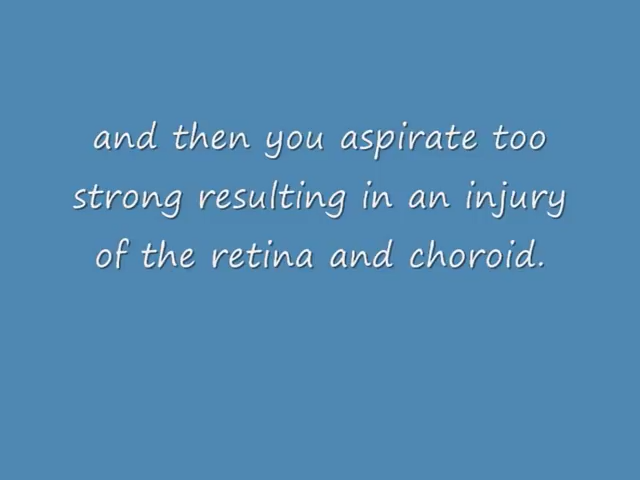 and then you aspirate too
strong resulting in an injury
of the retina and choroid.